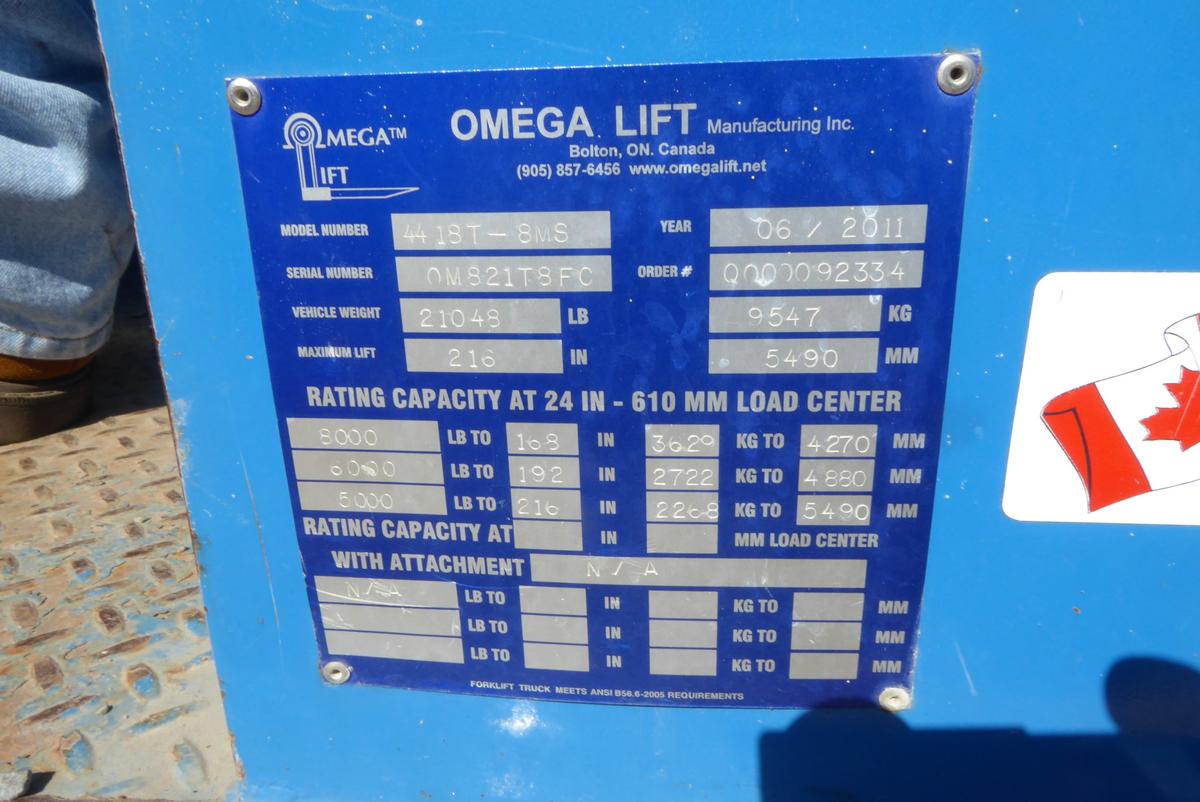 OMEGA™ LIFT
OMEGA LIFT Manufacturing Inc.
Bolton, ON. Canada
(905) 857-6456 www.omegalift.net
MODEL NUMBER 4418T-8MS YEAR 06/2011
SERIAL NUMBER OM821T8FC ORDER # Q000092334
VEHICLE WEIGHT 21048 LB 9547 KG
MAXIMUM LIFT 216 IN 5490 MM
RATING CAPACITY AT 24 IN - 610 MM LOAD CENTER
8000 LB TO 168 IN 3629 KG TO 4270 MM
6000 LB TO 192 IN 2722 KG TO 4880 MM
5000 LB TO 216 IN 2268 KG TO 5490 MM
RATING CAPACITY AT IN MM LOAD CENTER
WITH ATTACHMENT N/A
N/A LB TO IN KG TO MM
LB TO IN KG TO MM
LB TO IN KG TO MM
FORKLIFT TRUCK MEETS ANSI B56.6-2005 REQUIREMENTS